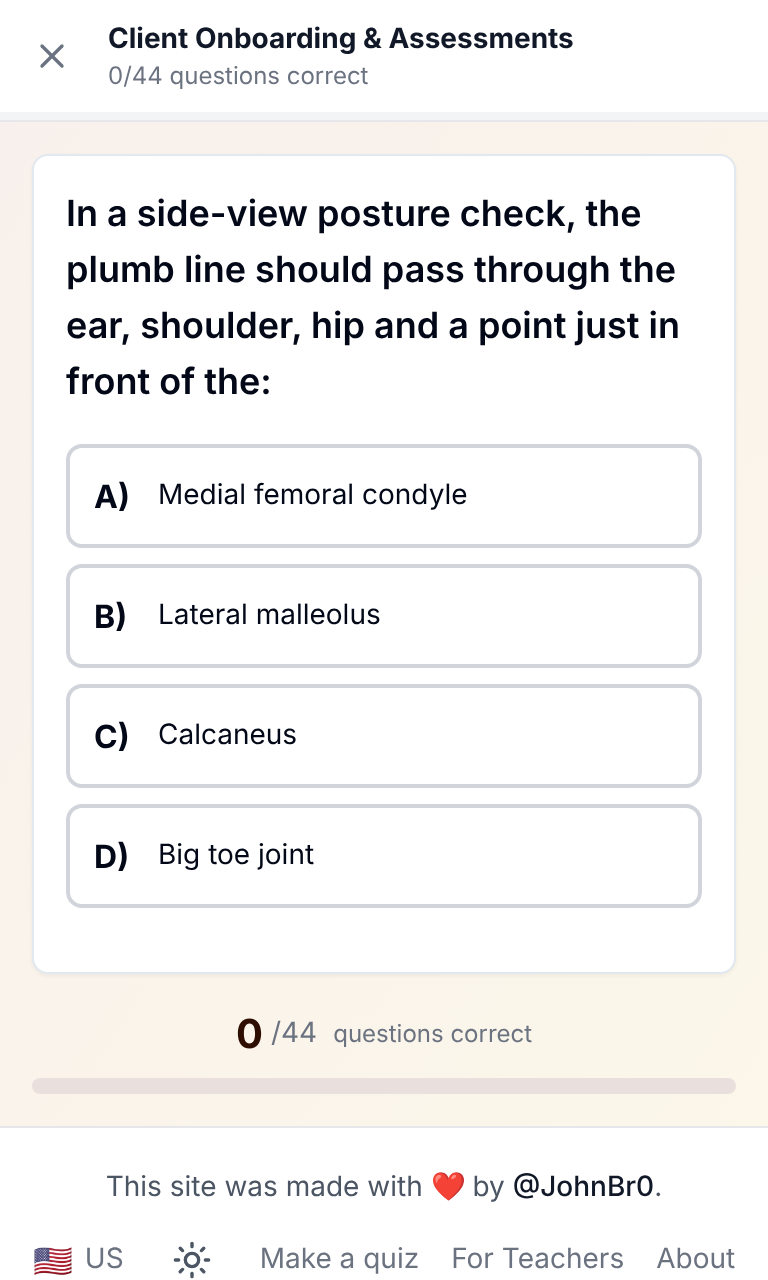 Client Onboarding & Assessments
0/44 questions correct
In a side-view posture check, the
plumb line should pass through the
ear, shoulder, hip and a point just in
front of the:
A) Medial femoral condyle
B) Lateral malleolus
C) Calcaneus
D) Big toe joint
0 /44 questions correct
This site was made with ❤️ by @JohnBr0.
🇺🇸 US Make a quiz For Teachers About